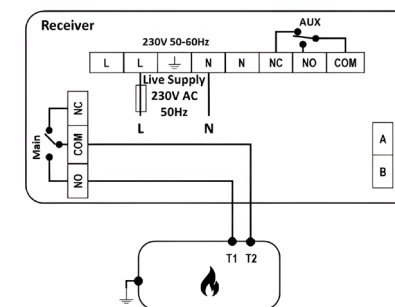 Receiver
AUX
230V 50-60Hz
L L N N NC NO COM
Live Supply
230V AC
50Hz
L N
Main
NC
COM
NO
A
B
T1 T2